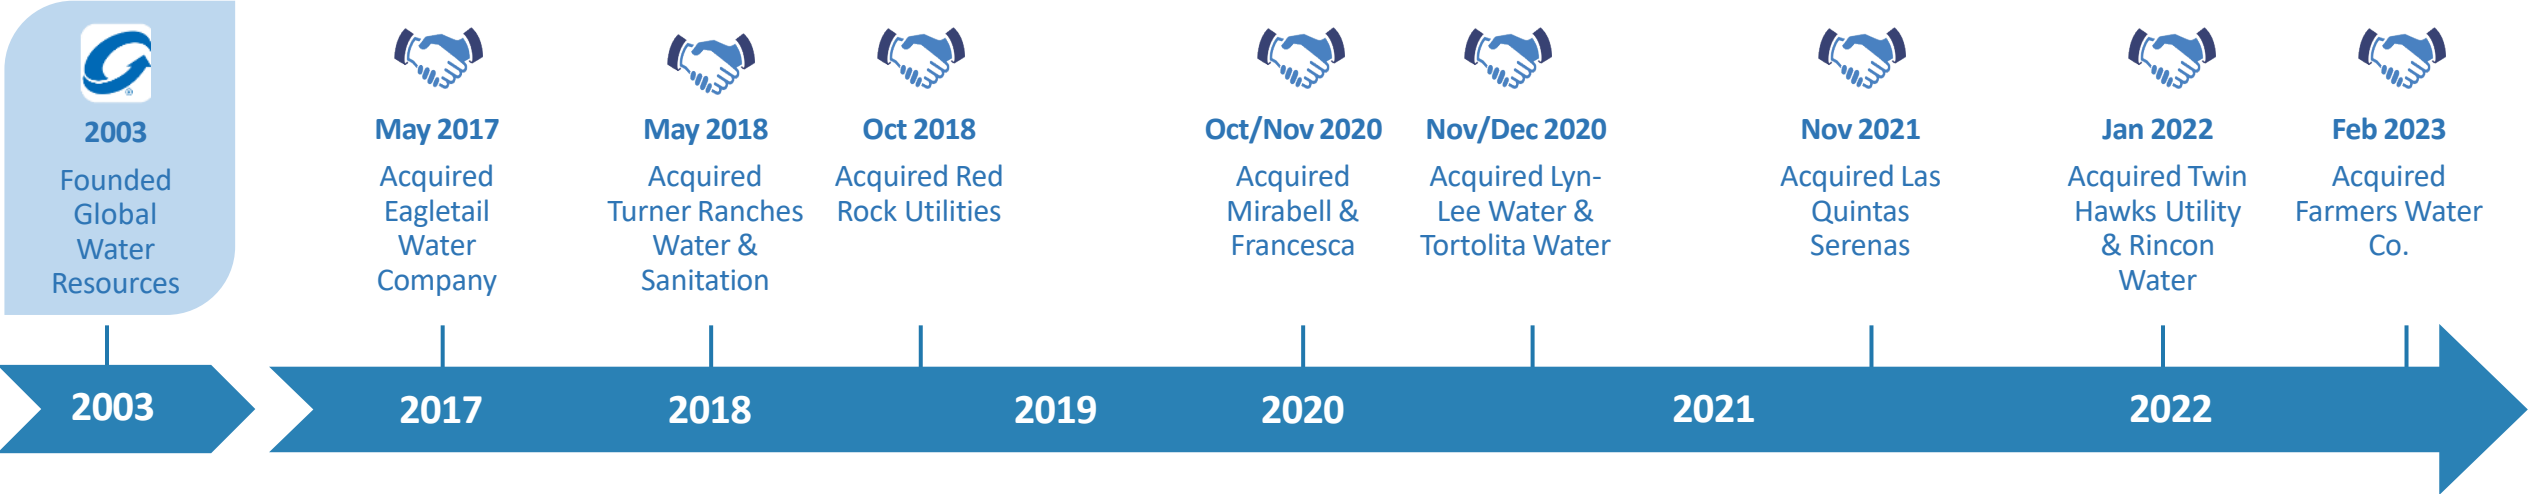 2003
Founded
Global
Water
Resources
May 2017
Acquired
Eagletail
Water
Company
May 2018
Acquired
Turner Ranches
Water &
Sanitation
Oct 2018
Acquired Red
Rock Utilities
Oct/Nov 2020
Acquired
Mirabell &
Francesca
Nov/Dec 2020
Acquired Lyn-
Lee Water &
Tortolita Water
Nov 2021
Acquired Las
Quintas
Serenas
Jan 2022
Acquired Twin
Hawks Utility
& Rincon
Water
Feb 2023
Acquired
Farmers Water
Co.
2003
2017
2018
2019
2020
2021
2022